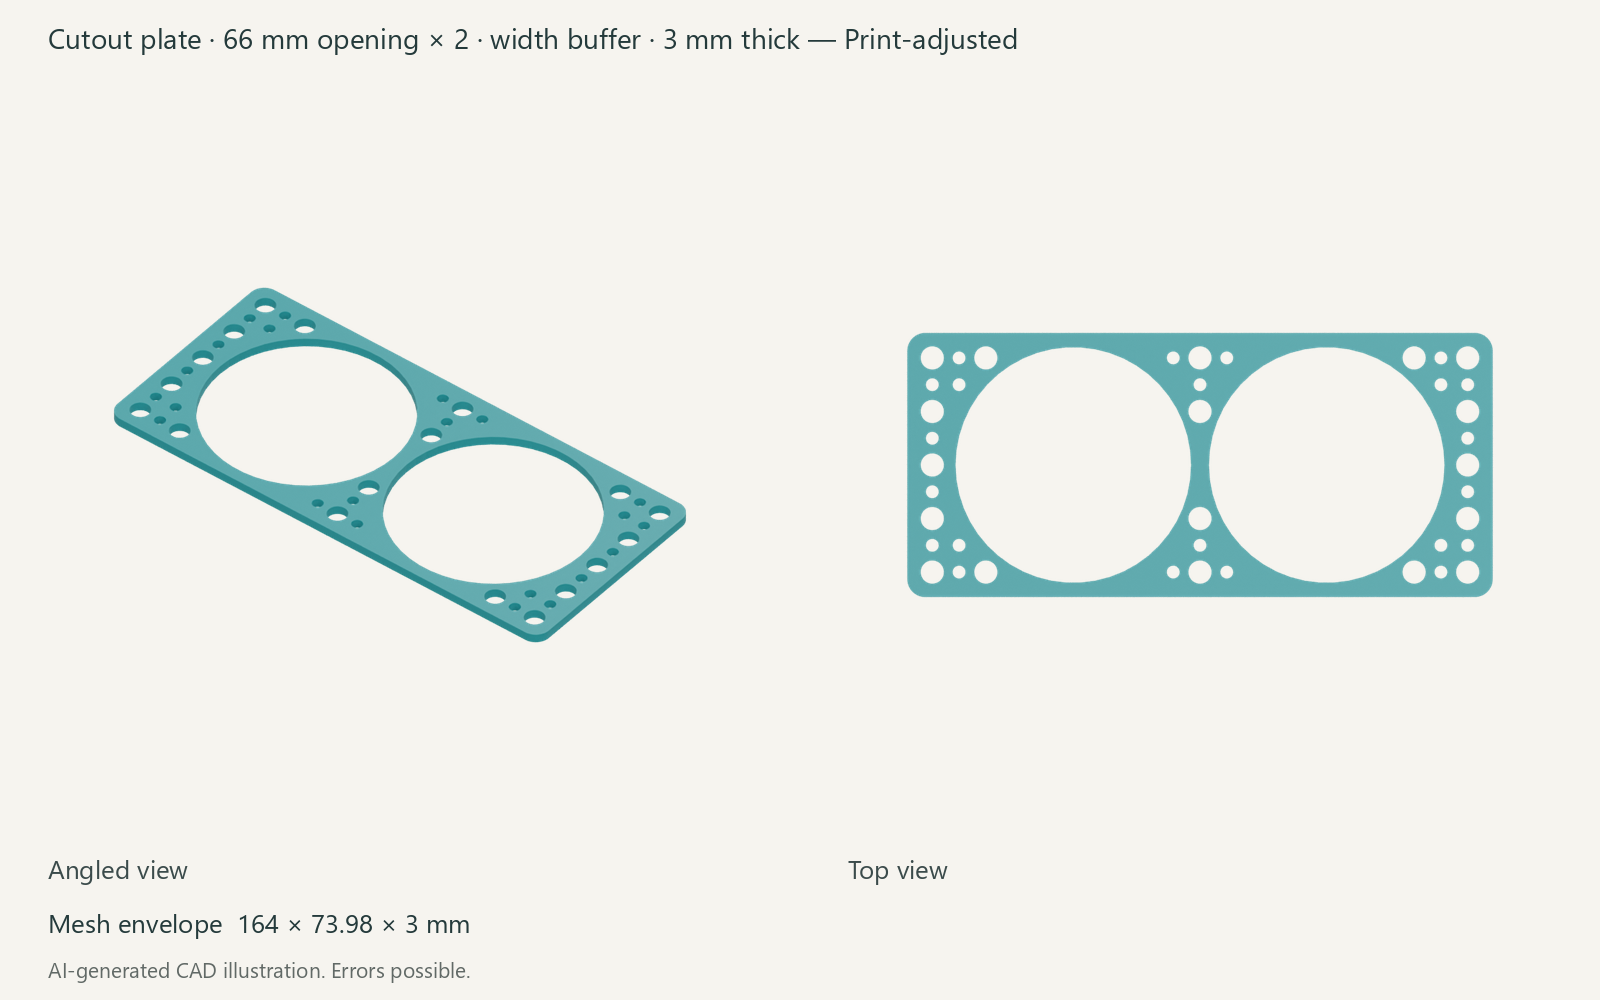 Cutout plate · 66 mm opening × 2 · width buffer · 3 mm thick — Print-adjusted
Angled view
Top view
Mesh envelope 164 × 73.98 × 3 mm
AI-generated CAD illustration. Errors possible.